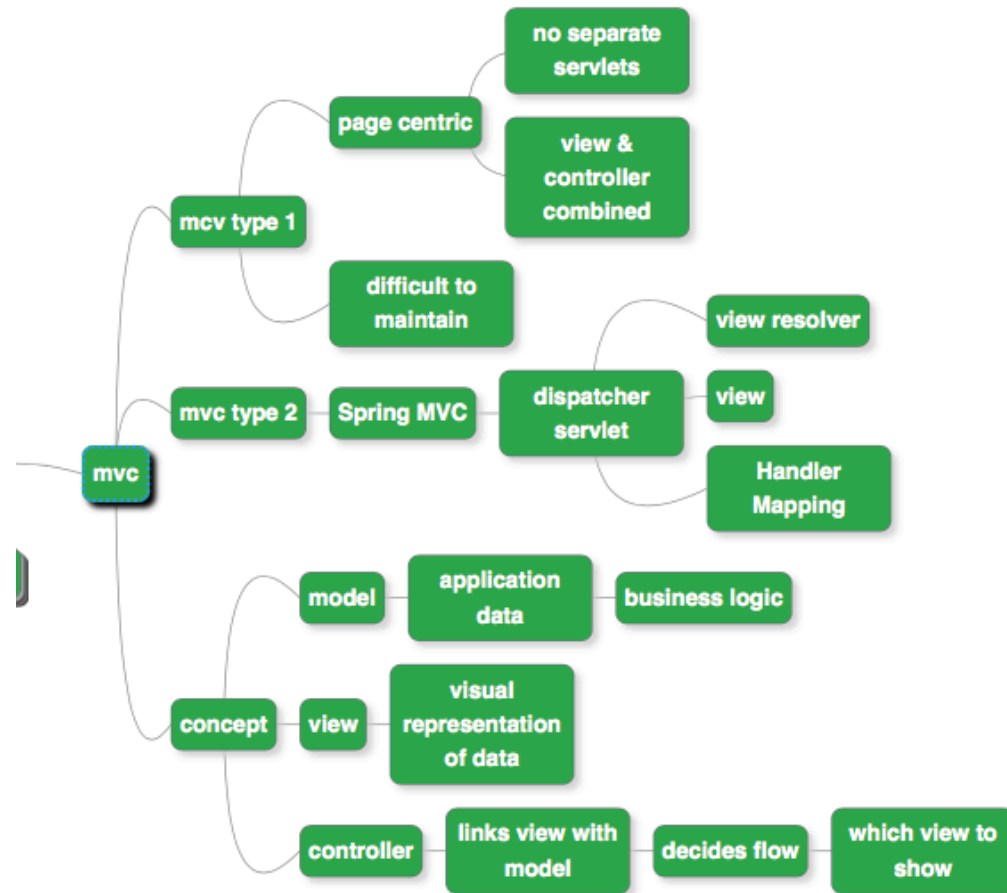 no separate
servlets
page centric
view &
controller
combined
mcv type 1
difficult to
maintain
view resolver
mvc type 2
Spring MVC
dispatcher
servlet
view
mvc
Handler
Mapping
model
application
data
business logic
concept
view
visual
representation
of data
controller
links view with
model
decides flow
which view to
show